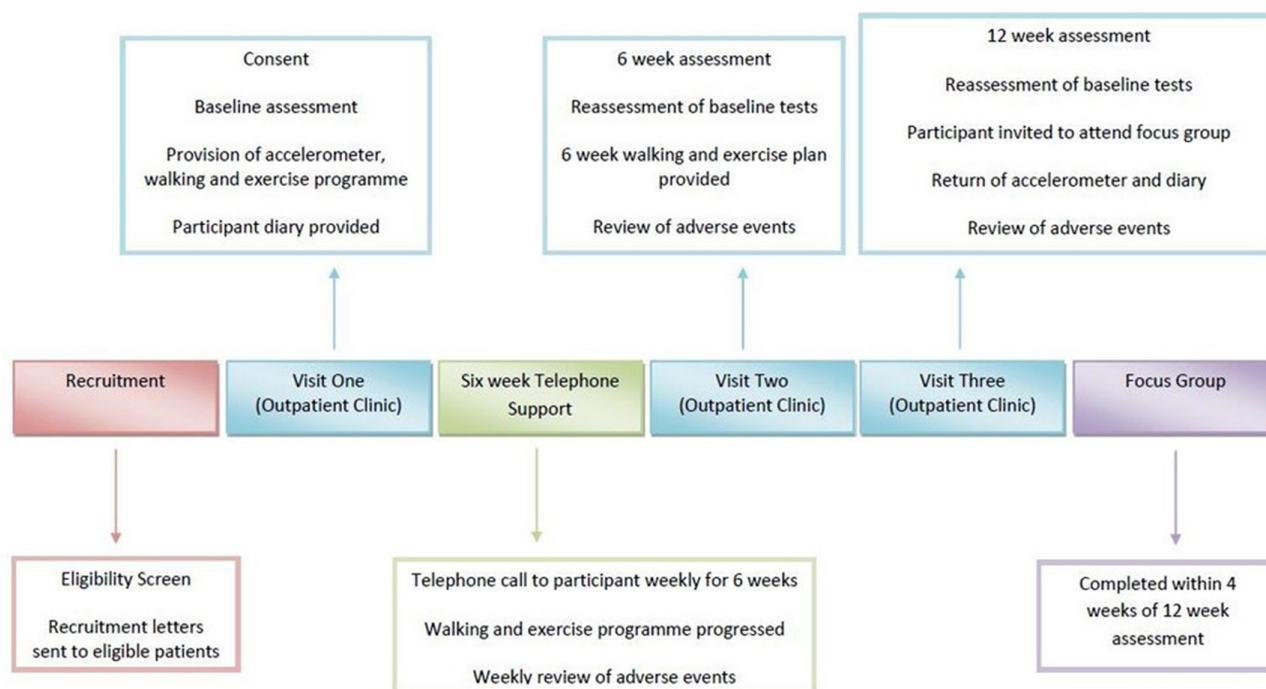 Consent
Baseline assessment
Provision of accelerometer,
walking and exercise programme
Participant diary provided
6 week assessment
Reassessment of baseline tests
6 week walking and exercise plan
provided
Review of adverse events
12 week assessment
Reassessment of baseline tests
Participant invited to attend focus group
Return of accelerometer and diary
Review of adverse events
Recruitment
Visit One
(Outpatient Clinic)
Six week Telephone
Support
Visit Two
(Outpatient Clinic)
Visit Three
(Outpatient Clinic)
Focus Group
Eligibility Screen
Recruitment letters
sent to eligible patients
Telephone call to participant weekly for 6 weeks
Walking and exercise programme progressed
Weekly review of adverse events
Completed within 4
weeks of 12 week
assessment